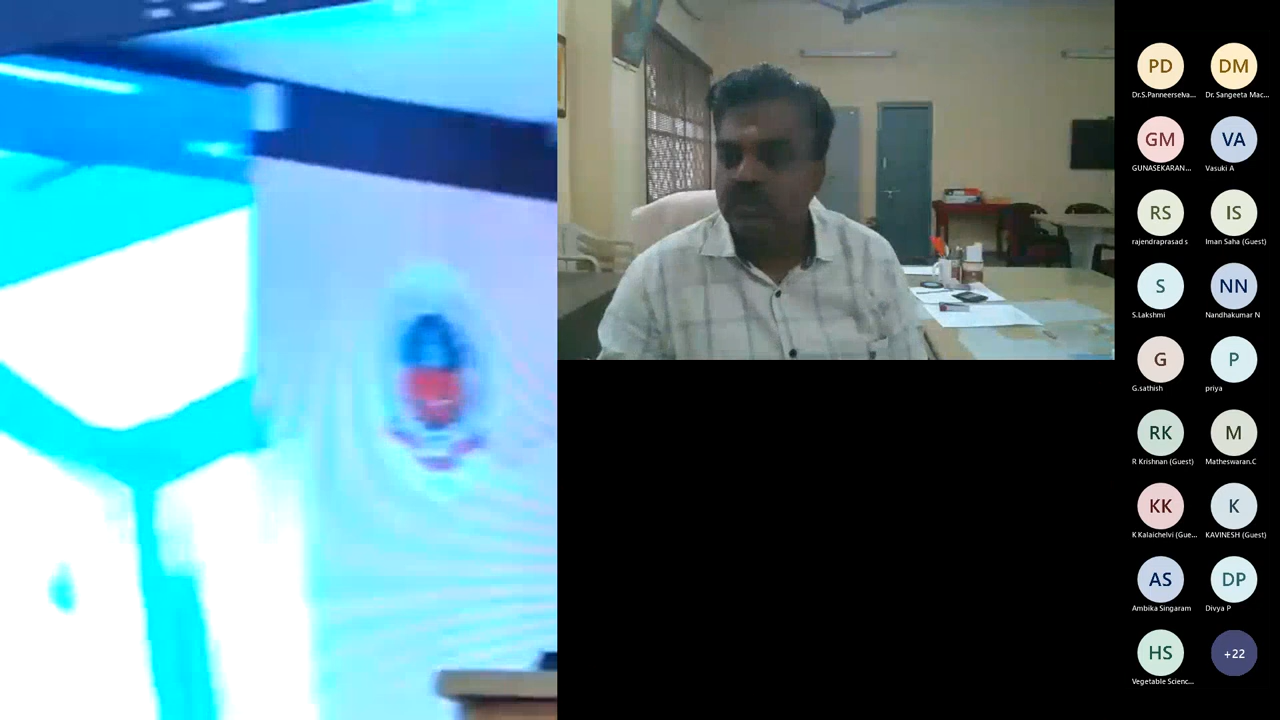 PD DM
Dr.S.Panneerselva... Dr. Sangeeta Mac...
GM VA
GUNASEKARAN... Vasuki A
RS IS
rajendraprasad s Iman Saha (Guest)
S NN
S.Lakshmi Nandhakumar N
G P
G.sathish priya
RK M
R Krishnan (Guest) Matheswaran.C
KK K
K Kalaichelvi (Gue... KAVINESH (Guest)
AS DP
Ambika Singaram Divya P
HS +22
Vegetable Scienc...